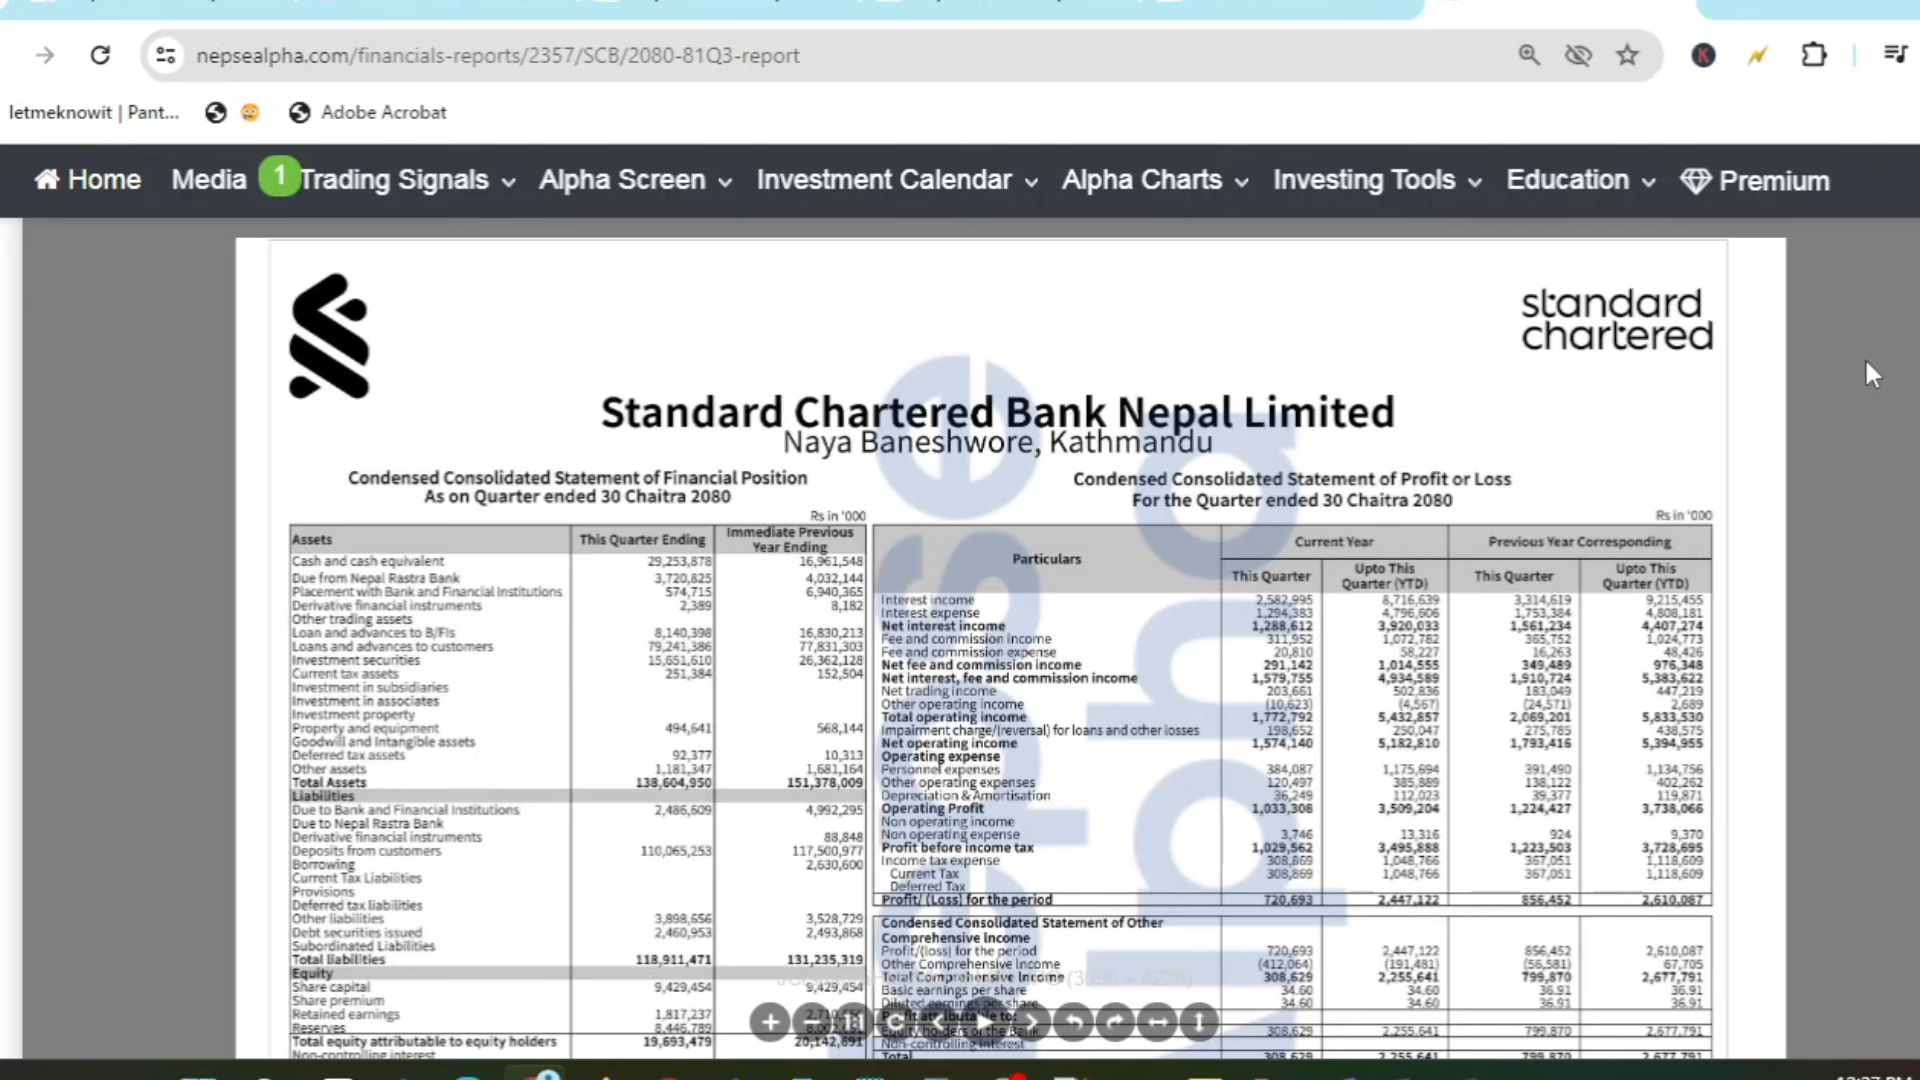 nepsealpha.com/financials-reports/2357/SCB/2080-81Q3-report
letmeknowit | Pant...
Adobe Acrobat
Home Media 1 Trading Signals Alpha Screen Investment Calendar Alpha Charts Investing Tools Education Premium
standard
chartered
Standard Chartered Bank Nepal Limited
Naya Baneshwore, Kathmandu
Condensed Consolidated Statement of Financial Position
As on Quarter ended 30 Chaitra 2080
Rs in '000
Assets This Quarter Ending Immediate Previous Year Ending
Cash and cash equivalent 29,253,878 16,961,548
Due from Nepal Rastra Bank 3,720,825 4,032,144
Placement with Bank and Financial Institutions 574,715 6,940,365
Derivative financial instruments 2,389 8,182
Other trading assets
Loan and advances to B/FIs 8,140,398 16,830,213
Loans and advances to customers 79,241,386 77,831,303
Investment securities 15,651,610 26,362,128
Current tax assets 251,384 152,504
Investment in subsidiaries
Investment in associates
Investment property
Property and equipment 494,641 568,144
Goodwill and Intangible assets
Deferred tax assets 92,377 10,313
Other assets 1,181,347 1,681,164
Total Assets 138,604,950 151,378,009
Liabilities
Due to Bank and Financial Institutions 2,486,609 4,992,295
Due to Nepal Rastra Bank
Derivative financial instruments 88,848
Deposits from customers 110,065,253 117,500,977
Borrowing 2,630,600
Current Tax Liabilities
Provisions
Deferred tax liabilities
Other liabilities 3,898,656 3,528,729
Debt securities issued 2,460,953 2,493,868
Subordinated Liabilities
Total liabilities 118,911,471 131,235,319
Equity
Share capital 9,429,454 9,429,454
Share premium
Retained earnings 1,817,237
Reserves 8,446,789
Total equity attributable to equity holders 19,693,479 20,142,691
Non-controlling interest
Condensed Consolidated Statement of Profit or Loss
For the Quarter ended 30 Chaitra 2080
Rs in '000
Particulars Current Year Previous Year Corresponding
This Quarter Upto This Quarter (YTD) This Quarter Upto This Quarter (YTD)
Interest income 2,582,995 8,716,639 3,314,619 9,215,455
Interest expense 1,294,383 4,796,606 1,753,384 4,808,181
Net interest income 1,288,612 3,920,033 1,561,234 4,407,274
Fee and commission income 311,952 1,072,782 365,752 1,024,773
Fee and commission expense 20,810 58,227 16,263 48,426
Net fee and commission income 291,142 1,014,555 349,489 976,348
Net interest, fee and commission income 1,579,755 4,934,589 1,910,724 5,383,622
Net trading income 203,661 502,836 183,049 447,219
Other operating income (10,623) (4,567) (24,571) 2,689
Total operating income 1,772,792 5,432,857 2,069,201 5,833,530
Impairment charge/(reversal) for loans and other losses 198,652 250,047 275,785 438,575
Net operating income 1,574,140 5,182,810 1,793,416 5,394,955
Operating expense
Personnel expenses 384,087 1,175,694 391,490 1,134,756
Other operating expenses 120,497 385,889 138,122 402,262
Depreciation & Amortisation 36,249 112,023 39,377 119,871
Operating Profit 1,033,308 3,509,204 1,224,427 3,738,066
Non operating income
Non operating expense 3,746 13,316 924 9,370
Profit before income tax 1,029,562 3,495,888 1,223,503 3,728,695
Income tax expense 308,869 1,048,766 367,051 1,118,609
Current Tax 308,869 1,048,766 367,051 1,118,609
Deferred Tax
Profit/ (Loss) for the period 720,693 2,447,122 856,452 2,610,087
Condensed Consolidated Statement of Other
Comprehensive Income
Profit/(loss) for the period 720,693 2,447,122 856,452 2,610,087
Other Comprehensive Income (412,064) (191,481) (56,581) 67,705
Total Comprehensive Income 308,629 2,255,641 799,870 2,677,791
Basic earnings per share 34.60 34.60 36.91 36.91
Diluted earnings per share 34.60 34.60 36.91 36.91
Profit attributable to:
Equity holders of the Bank 308,629 2,255,641 799,870 2,677,791
Non-controlling interest
Total 308,629 2,255,641 799,870 2,677,791